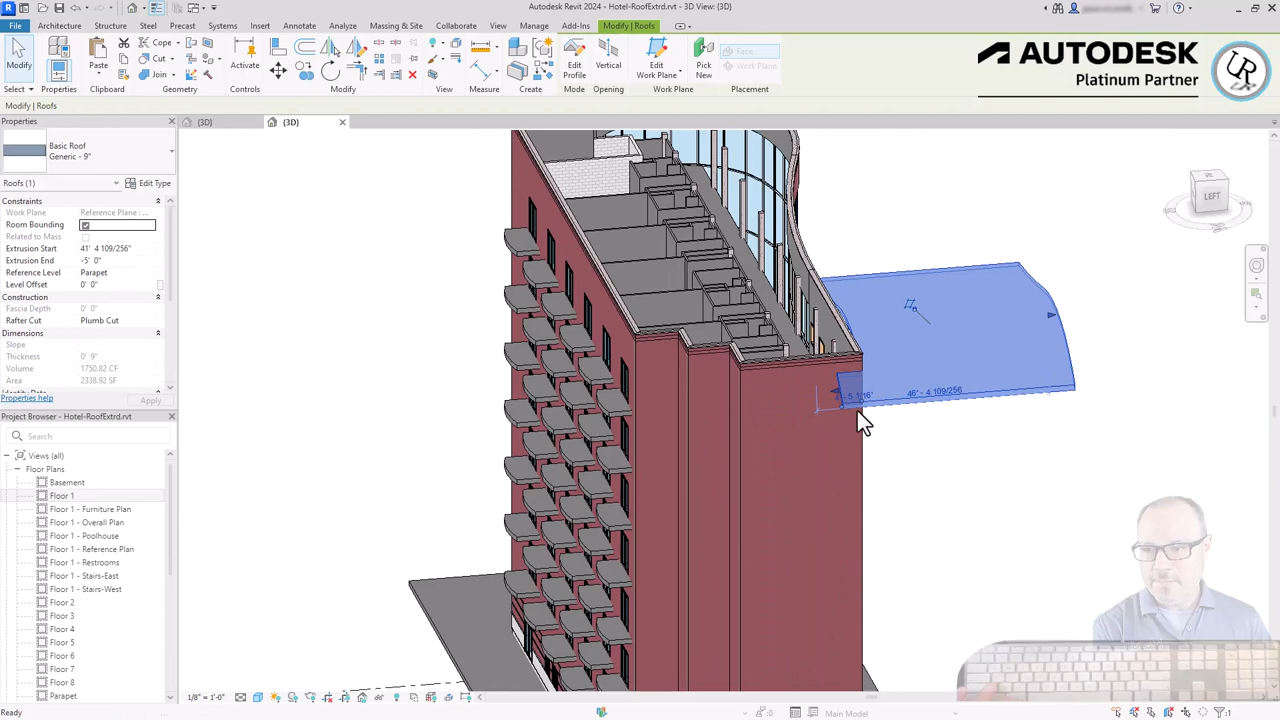 Autodesk Revit 2024 - Hotel-RoofExtrd.rvt - 3D View: {3D}
File Architecture Structure Steel Precast Systems Insert Annotate Analyze Massing & Site Collaborate View Manage Add-Ins Modify | Roofs
Modify
Paste
Cope
Cut
Join
Activate
Edit Profile
Vertical
Edit Work Plane
Pick New
Face
Work Plane
Select Properties Clipboard Geometry Controls Modify View Measure Create Mode Opening Work Plane Placement
AUTODESK
Platinum Partner
Modify | Roofs
Properties
{3D}
{3D}
Basic Roof
Generic - 9"
Roofs (1)
Edit Type
Constraints
Work Plane Reference Plane : ...
Room Bounding
Related to Mass
Extrusion Start 41' 4 109/256"
Extrusion End -5' 0"
Reference Level Parapet
Level Offset 0' 0"
Construction
Fascia Depth 0' 0"
Rafter Cut Plumb Cut
Dimensions
Slope
Thickness 0' 9"
Volume 1750.82 CF
Area 2338.92 SF
Properties help Apply
46' - 4 109/256
LEFT
Project Browser - Hotel-RoofExtrd.rvt
Search
Views (all)
Floor Plans
Basement
Floor 1
Floor 1 - Furniture Plan
Floor 1 - Overall Plan
Floor 1 - Poolhouse
Floor 1 - Reference Plan
Floor 1 - Restrooms
Floor 1 - Stairs-East
Floor 1 - Stairs-West
Floor 2
Floor 3
Floor 4
Floor 5
Floor 6
Floor 7
Floor 8
Parapet
1/8" = 1'-0"
Ready
:0
Main Model
:1